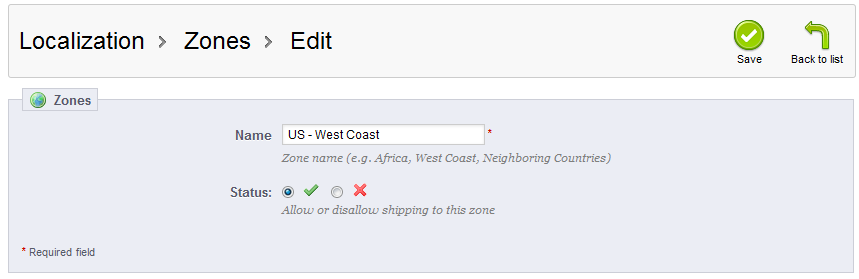 Localization > Zones > Edit
Save
Back to list
Zones
Name US - West Coast *
Zone name (e.g. Africa, West Coast, Neighboring Countries)
Status:
Allow or disallow shipping to this zone
* Required field